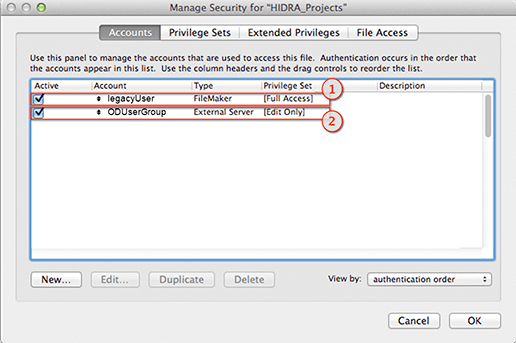 Manage Security for "HIDRA_Projects"
Accounts Privilege Sets Extended Privileges File Access
Use this panel to manage the accounts that are used to access this file. Authentication occurs in the order that
the accounts appear in this list. Use the column headers and the drag controls to reorder the list.
Active Account Type Privilege Set Description
legacyUser FileMaker [Full Access] 1
ODUserGroup External Server [Edit Only] 2
New... Edit... Duplicate Delete View by: authentication order
Cancel OK